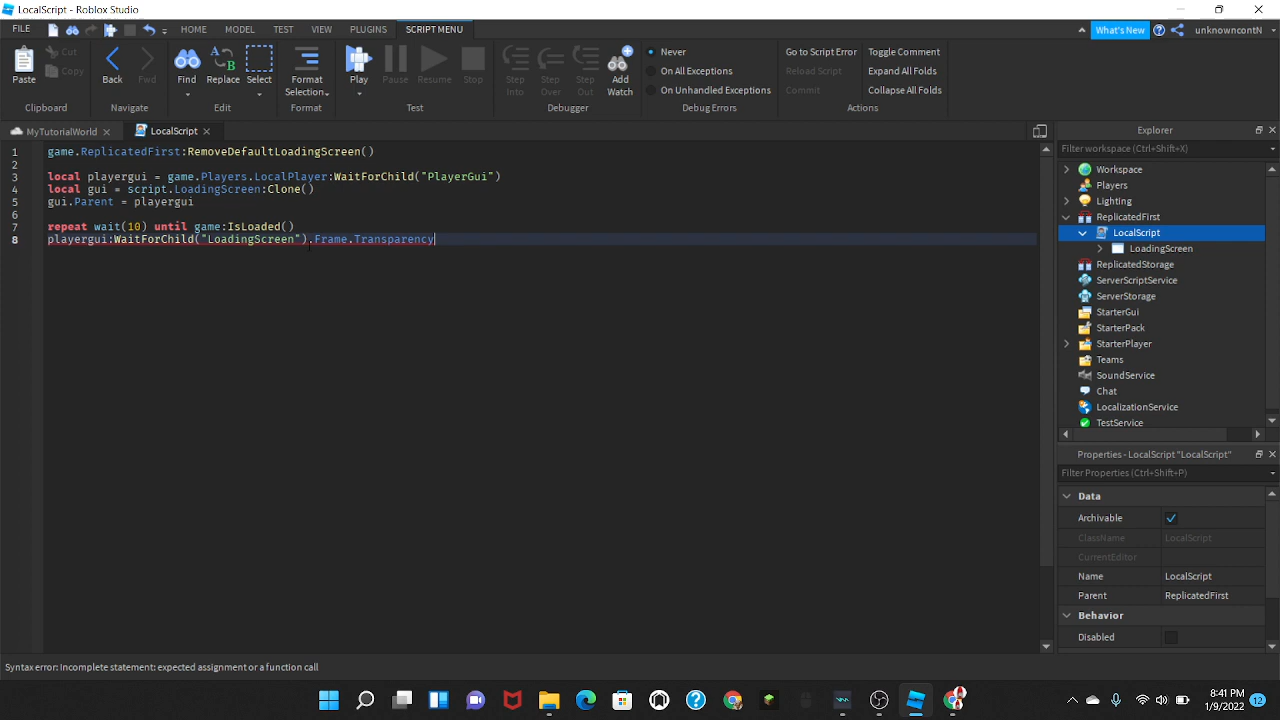 LocalScript - Roblox Studio
FILE HOME MODEL TEST VIEW PLUGINS SCRIPT MENU What's New unknowncontN
Paste Cut Copy Back Fwd Find Replace Select Format Selection Play Pause Resume Stop Step Into Step Over Step Out Add Watch Never On All Exceptions On Unhandled Exceptions Go to Script Error Reload Script Commit Toggle Comment Expand All Folders Collapse All Folders
Clipboard Navigate Edit Format Test Debugger Debug Errors Actions
MyTutorialWorld LocalScript
1 game.ReplicatedFirst:RemoveDefaultLoadingScreen()
2
3 local playergui = game.Players.LocalPlayer:WaitForChild("PlayerGui")
4 local gui = script.LoadingScreen:Clone()
5 gui.Parent = playergui
6
7 repeat wait(10) until game:IsLoaded()
8 playergui:WaitForChild("LoadingScreen").Frame.Transparency
Explorer
Filter workspace (Ctrl+Shift+X)
Workspace
Players
Lighting
ReplicatedFirst
LocalScript
LoadingScreen
ReplicatedStorage
ServerScriptService
ServerStorage
StarterGui
StarterPack
StarterPlayer
Teams
SoundService
Chat
LocalizationService
TestService
Properties - LocalScript "LocalScript"
Filter Properties (Ctrl+Shift+P)
Data
Archivable
ClassName LocalScript
CurrentEditor
Name LocalScript
Parent ReplicatedFirst
Behavior
Disabled
Syntax error: Incomplete statement: expected assignment or a function call
8:41 PM
1/9/2022
12